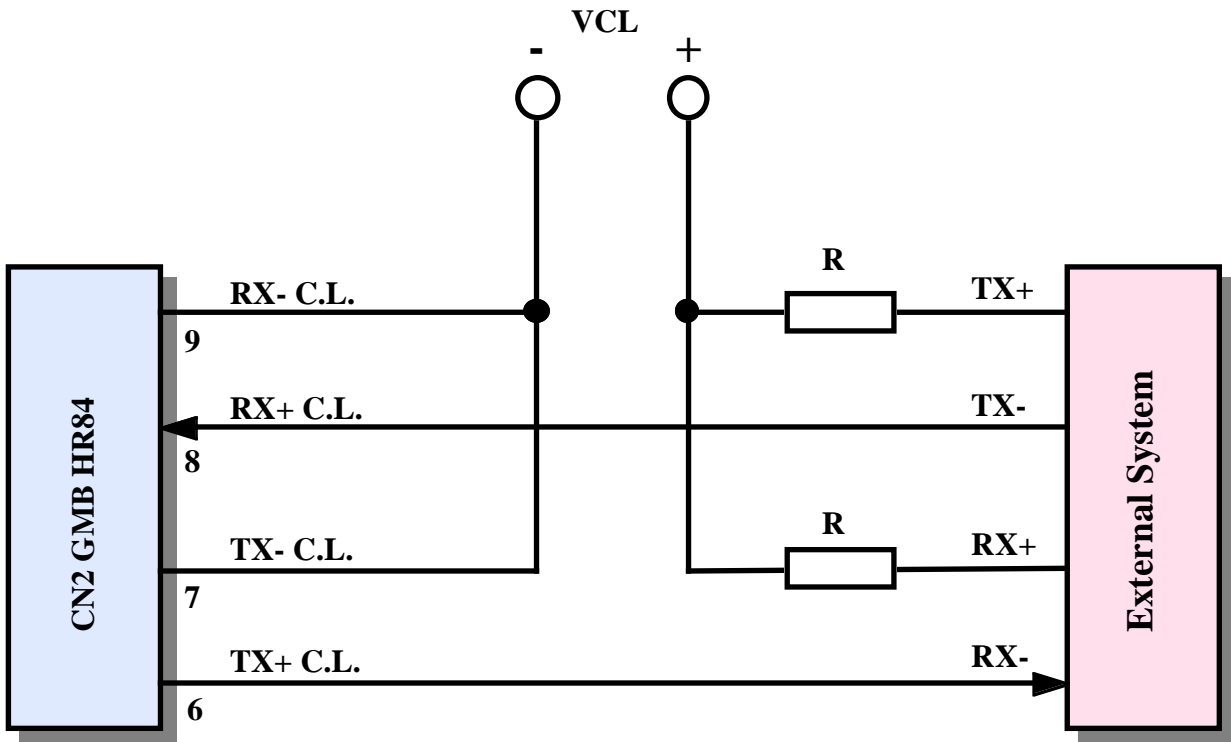 VCL
- +
R
RX- C.L. TX+
9
RX+ C.L. TX-
8
R
TX- C.L. RX+
7
TX+ C.L. RX-
6
CN2 GMB HR84
External System